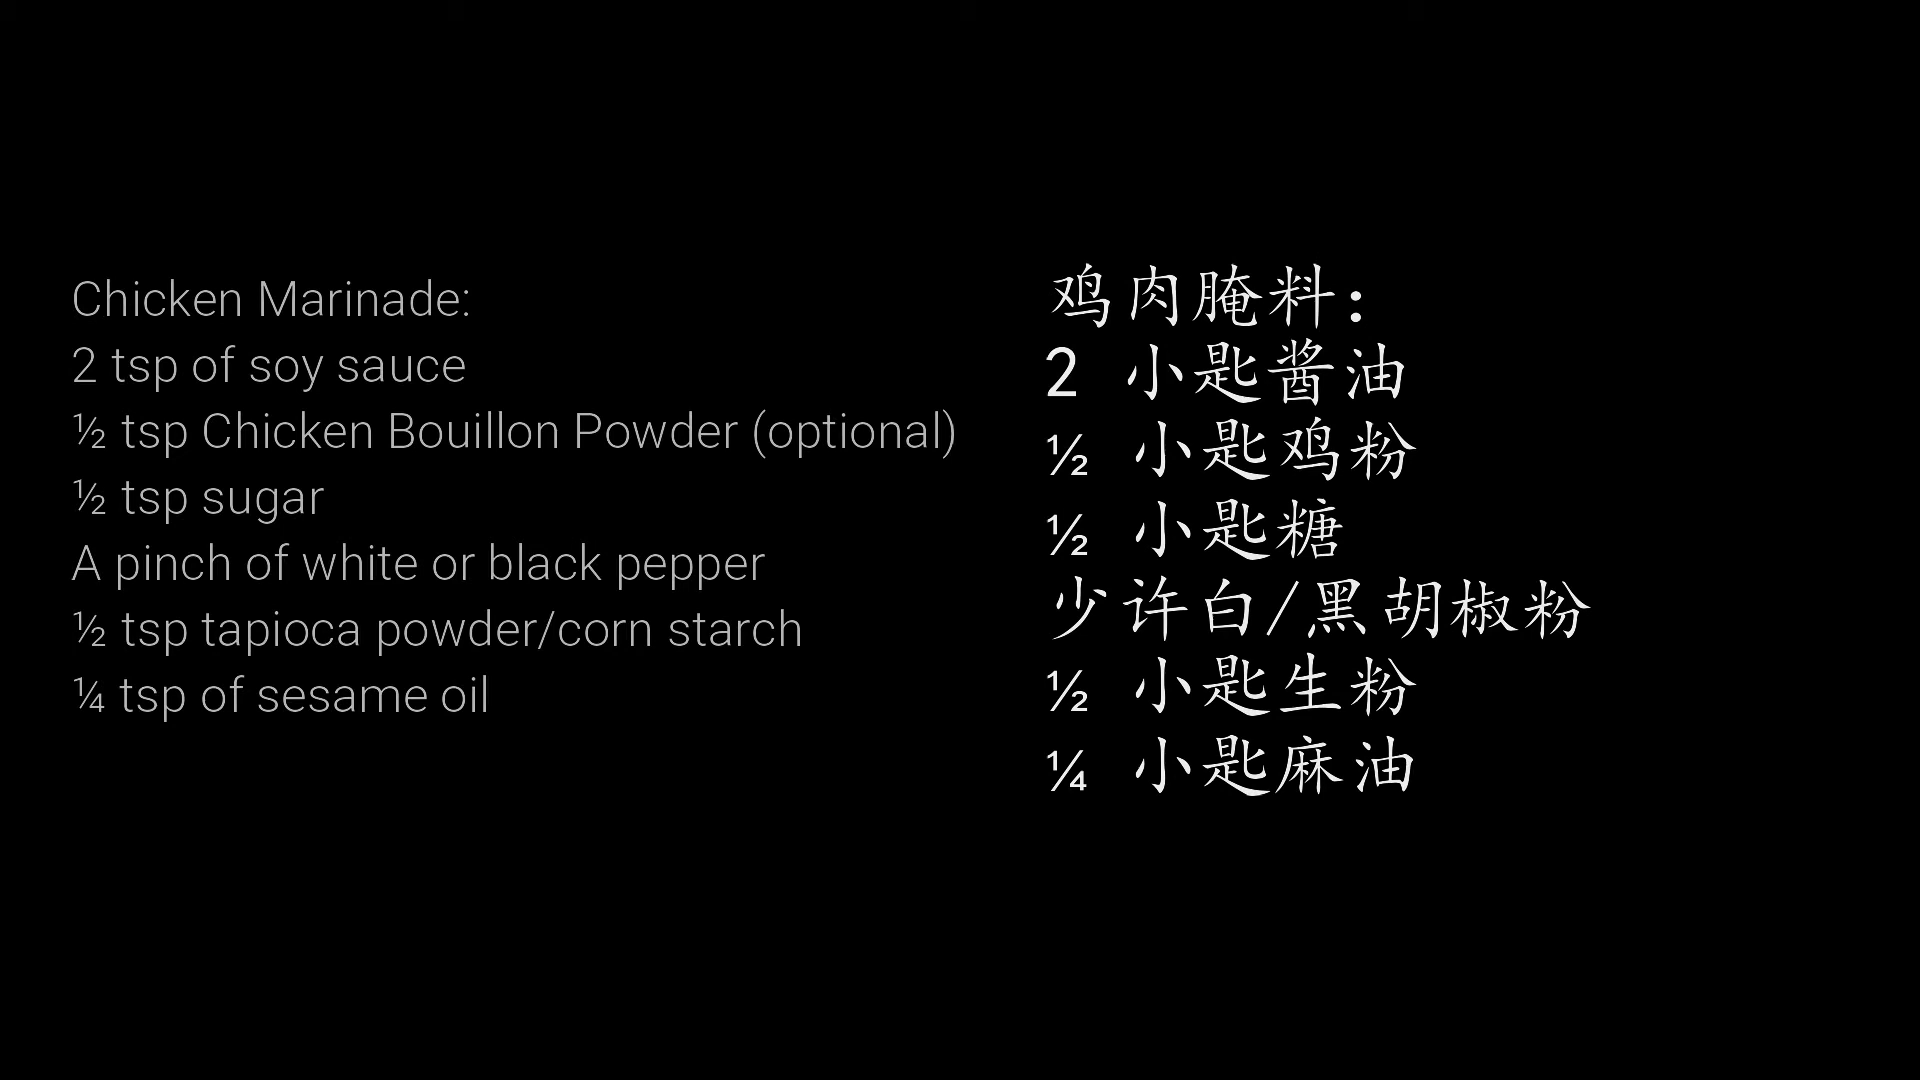 Chicken Marinade:
2 tsp of soy sauce
½ tsp Chicken Bouillon Powder (optional)
½ tsp sugar
A pinch of white or black pepper
½ tsp tapioca powder/corn starch
¼ tsp of sesame oil
鸡肉腌料：
2 小匙酱油
½ 小匙鸡粉
½ 小匙糖
少许白/黑胡椒粉
½ 小匙生粉
¼ 小匙麻油